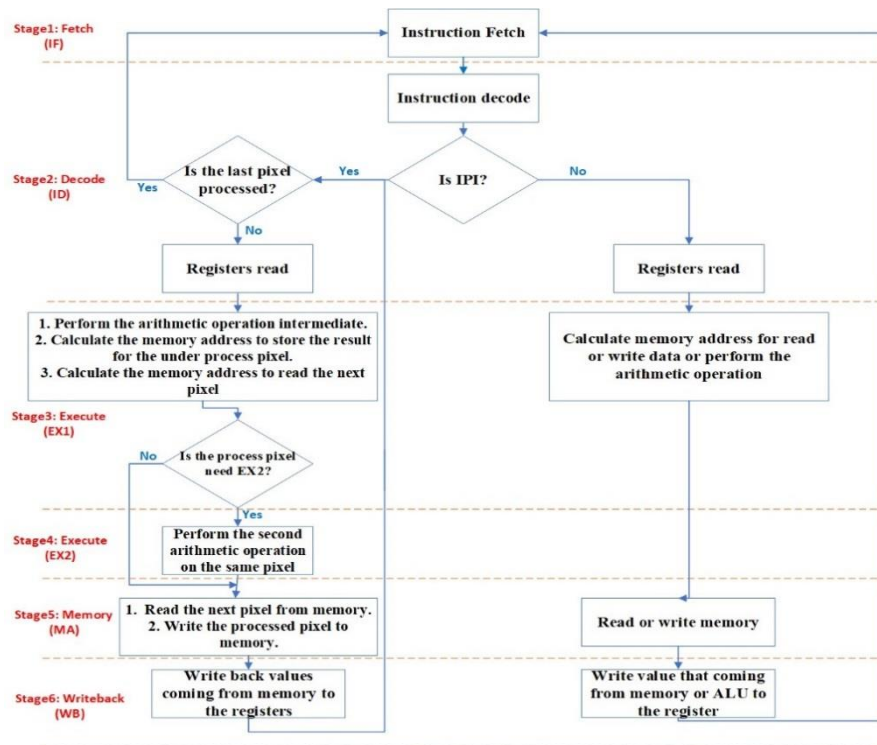 Stage1: Fetch
(IF)
Instruction Fetch
Instruction decode
Stage2: Decode
(ID)
Is the last pixel
processed?
Yes
Yes
Is IPI?
No
No
Registers read
Registers read
1. Perform the arithmetic operation intermediate.
2. Calculate the memory address to store the result
for the under process pixel.
3. Calculate the memory address to read the next
pixel
Calculate memory address for read
or write data or perform the
arithmetic operation
Stage3: Execute
(EX1)
No
Is the process pixel
need EX2?
Yes
Stage4: Execute
(EX2)
Perform the second
arithmetic operation
on the same pixel
Stage5: Memory
(MA)
1. Read the next pixel from memory.
2. Write the processed pixel to
memory.
Read or write memory
Stage6: Writeback
(WB)
Write back values
coming from memory to
the registers
Write value that coming
from memory or ALU to
the register